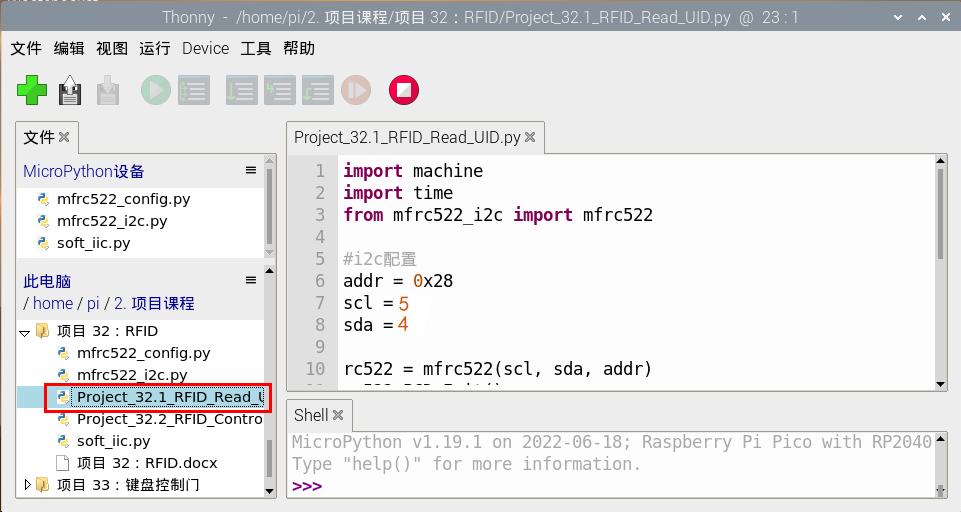 Thonny - /home/pi/2. 项目课程/项目 32：RFID/Project_32.1_RFID_Read_UID.py @ 23 : 1
文件 编辑 视图 运行 Device 工具 帮助
文件
MicroPython设备
mfrc522_config.py
mfrc522_i2c.py
soft_iic.py
此电脑
/ home / pi / 2. 项目课程
项目 32：RFID
mfrc522_config.py
mfrc522_i2c.py
Project_32.1_RFID_Read_U
Project_32.2_RFID_Contro
soft_iic.py
项目 32：RFID.docx
项目 33：键盘控制门
Project_32.1_RFID_Read_UID.py
1 import machine
2 import time
3 from mfrc522_i2c import mfrc522
4
5 #i2c配置
6 addr = 0x28
7 scl = 5
8 sda = 4
9
10 rc522 = mfrc522(scl, sda, addr)
Shell
MicroPython v1.19.1 on 2022-06-18; Raspberry Pi Pico with RP2040
Type "help()" for more information.
>>>